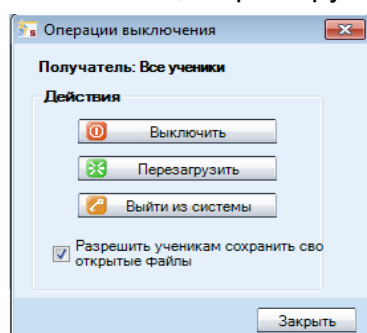 Операции выключения
Получатель: Все ученики
Действия
Выключить
Перезагрузить
Выйти из системы
Разрешить ученикам сохранить сво
открытые файлы
Закрыть